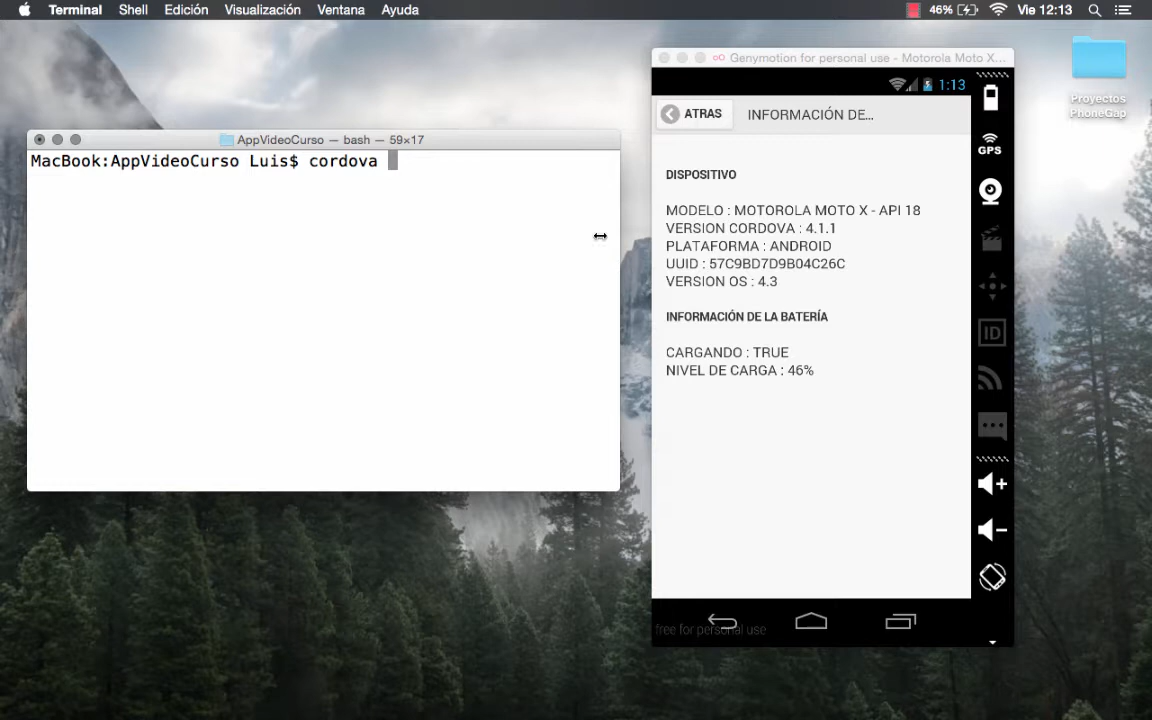 Terminal Shell Edición Visualización Ventana Ayuda 46% Vie 12:13
Genymotion for personal use - Motorola Moto X...
1:13
Proyectos
PhoneGap
ATRAS INFORMACIÓN DE...
GPS
AppVideoCurso — bash — 59×17
MacBook:AppVideoCurso Luis$ cordova
DISPOSITIVO
MODELO : MOTOROLA MOTO X - API 18
VERSION CORDOVA : 4.1.1
PLATAFORMA : ANDROID
UUID : 57C9BD7D9B04C26C
VERSION OS : 4.3
INFORMACIÓN DE LA BATERÍA
CARGANDO : TRUE
NIVEL DE CARGA : 46%
ID
free for personal use